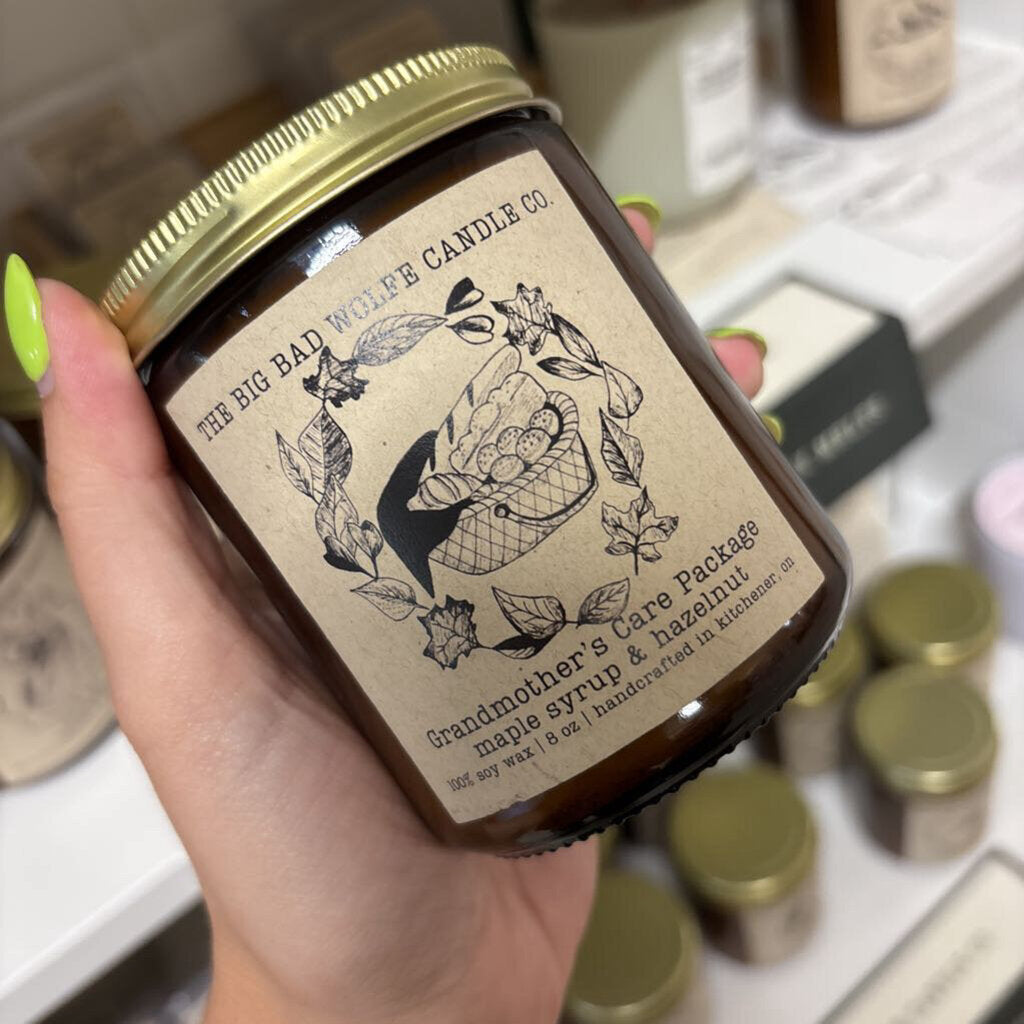 THE BIG BAD WOLFE CANDLE CO.
Grandmother's Care Package
maple syrup & hazelnut
100% soy wax | 8 oz | handcrafted in kitchener, on